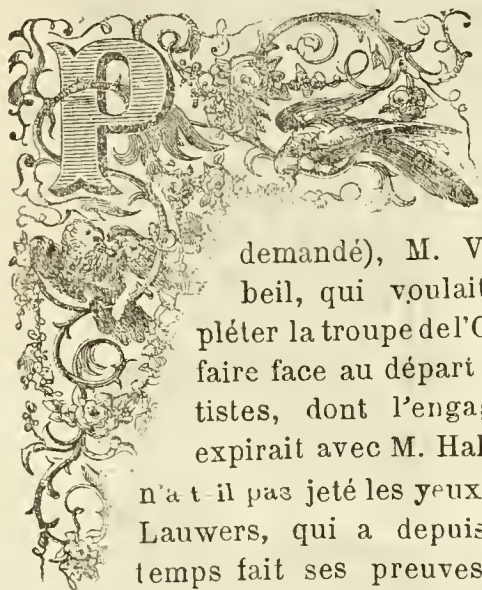 P
demandé), M. V
beil, qui voulait
pléter la troupe de l'O
faire face au départ
tistes, dont l'engag
expirait avec M. Hal
n'a t-il pas jeté les yeux
Lauwers, qui a depuis
temps fait ses preuves